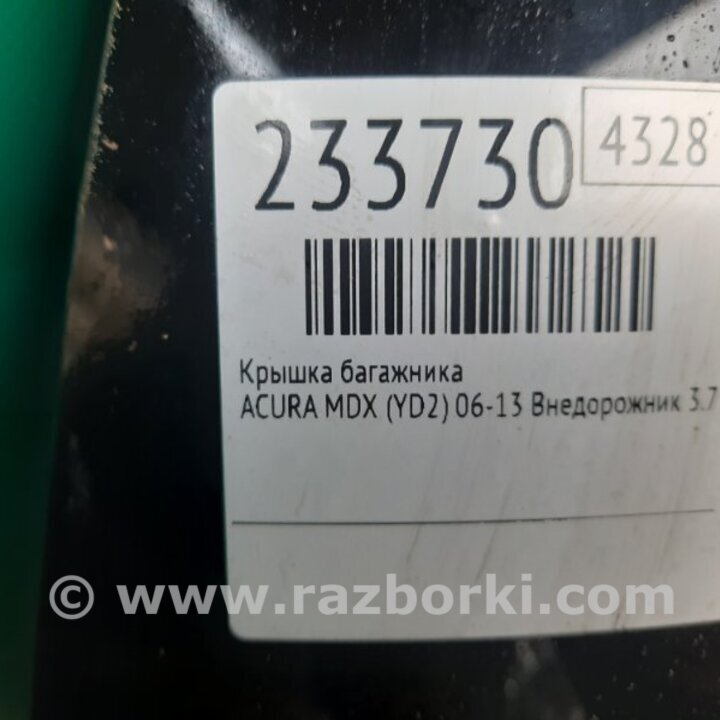 233730 4328
Крышка багажника
ACURA MDX (YD2) 06-13 Внедорожник 3.7
© www.razborki.com